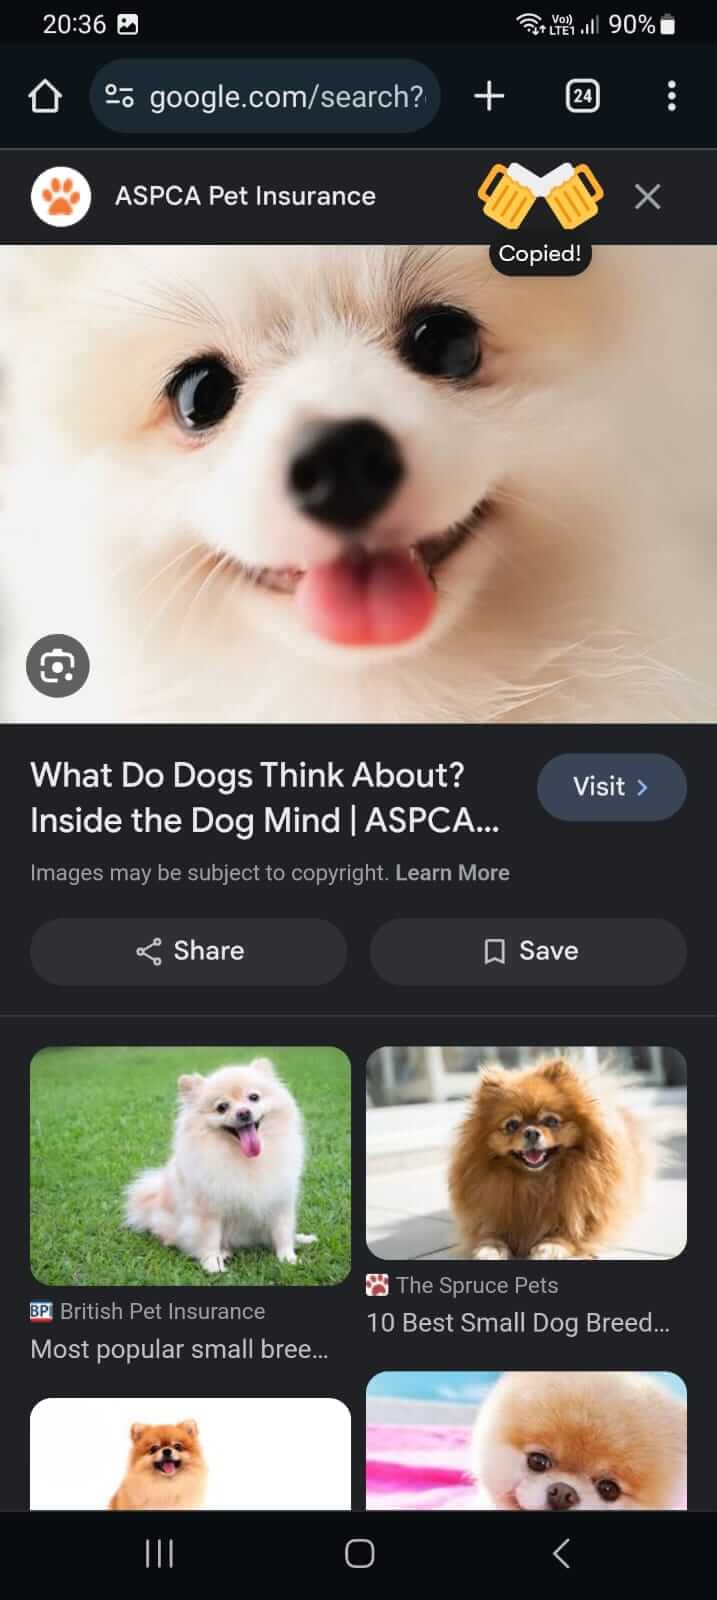 20:36
Vo))
LTE1
90%
google.com/search?
24
ASPCA Pet Insurance
Copied!
What Do Dogs Think About?
Inside the Dog Mind | ASPCA...
Visit
Images may be subject to copyright. Learn More
Share
Save
BPI British Pet Insurance
Most popular small bree...
The Spruce Pets
10 Best Small Dog Breed...